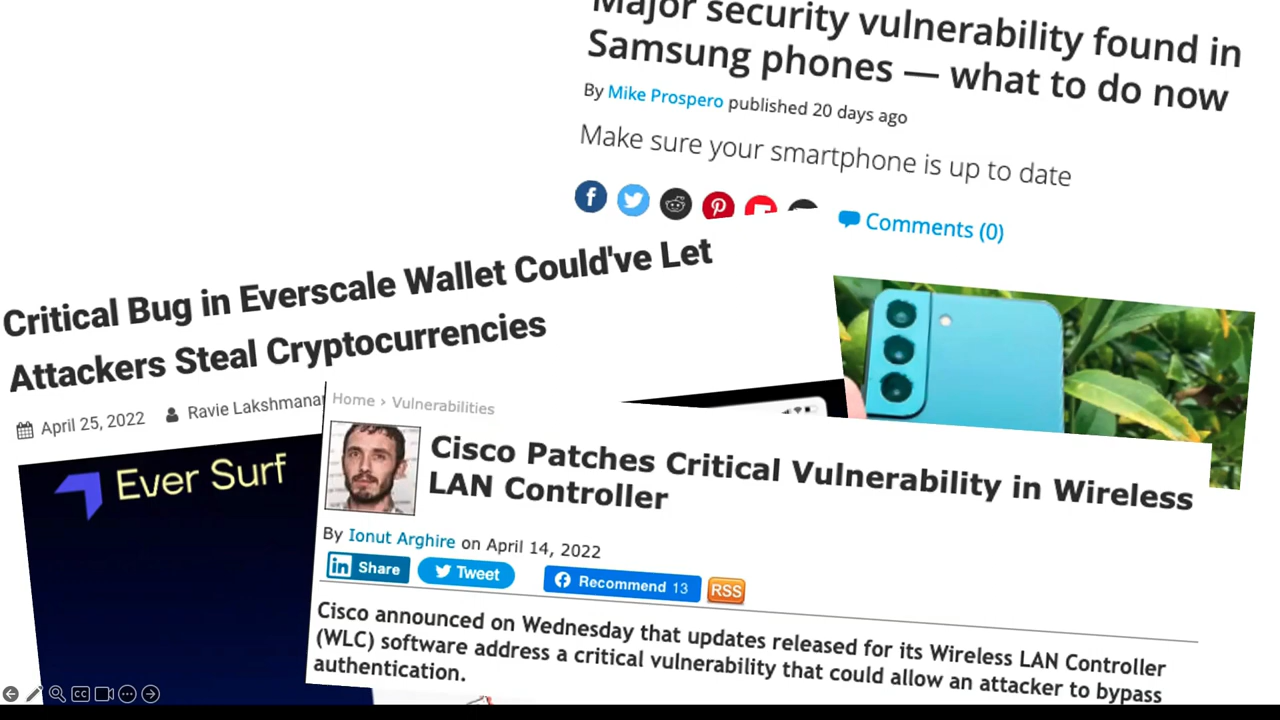 Major security vulnerability found in
Samsung phones — what to do now
By Mike Prospero published 20 days ago
Make sure your smartphone is up to date
Comments (0)
Critical Bug in Everscale Wallet Could've Let
Attackers Steal Cryptocurrencies
April 25, 2022 Ravie Lakshmanan
Ever Surf
Home › Vulnerabilities
Cisco Patches Critical Vulnerability in Wireless
LAN Controller
By Ionut Arghire on April 14, 2022
in Share Tweet Recommend 13 RSS
Cisco announced on Wednesday that updates released for its Wireless LAN Controller
(WLC) software address a critical vulnerability that could allow an attacker to bypass
authentication.
CC